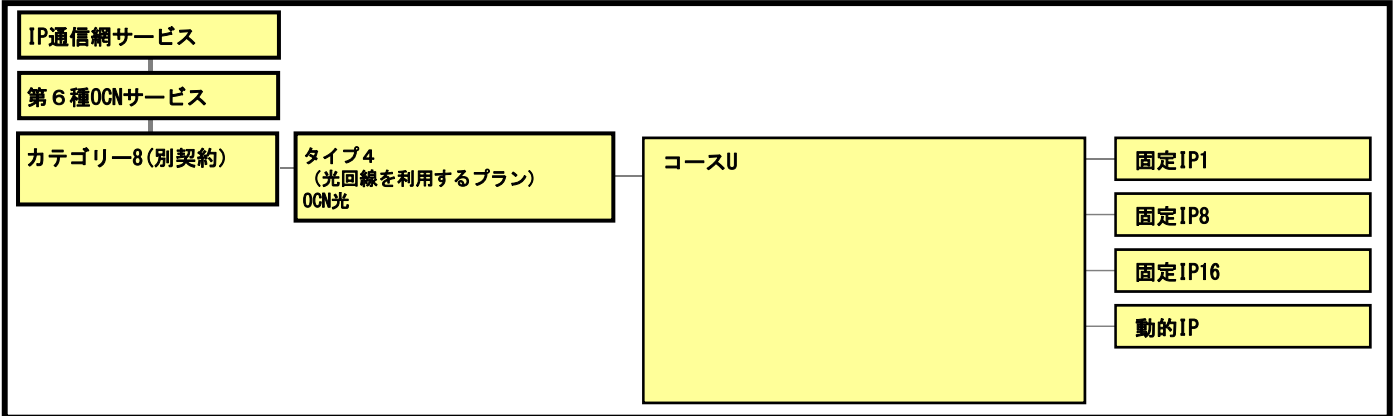 IP通信網サービス
第６種OCNサービス
カテゴリー8(別契約)
タイプ４
（光回線を利用するプラン）
OCN光
コースU
固定IP1
固定IP8
固定IP16
動的IP